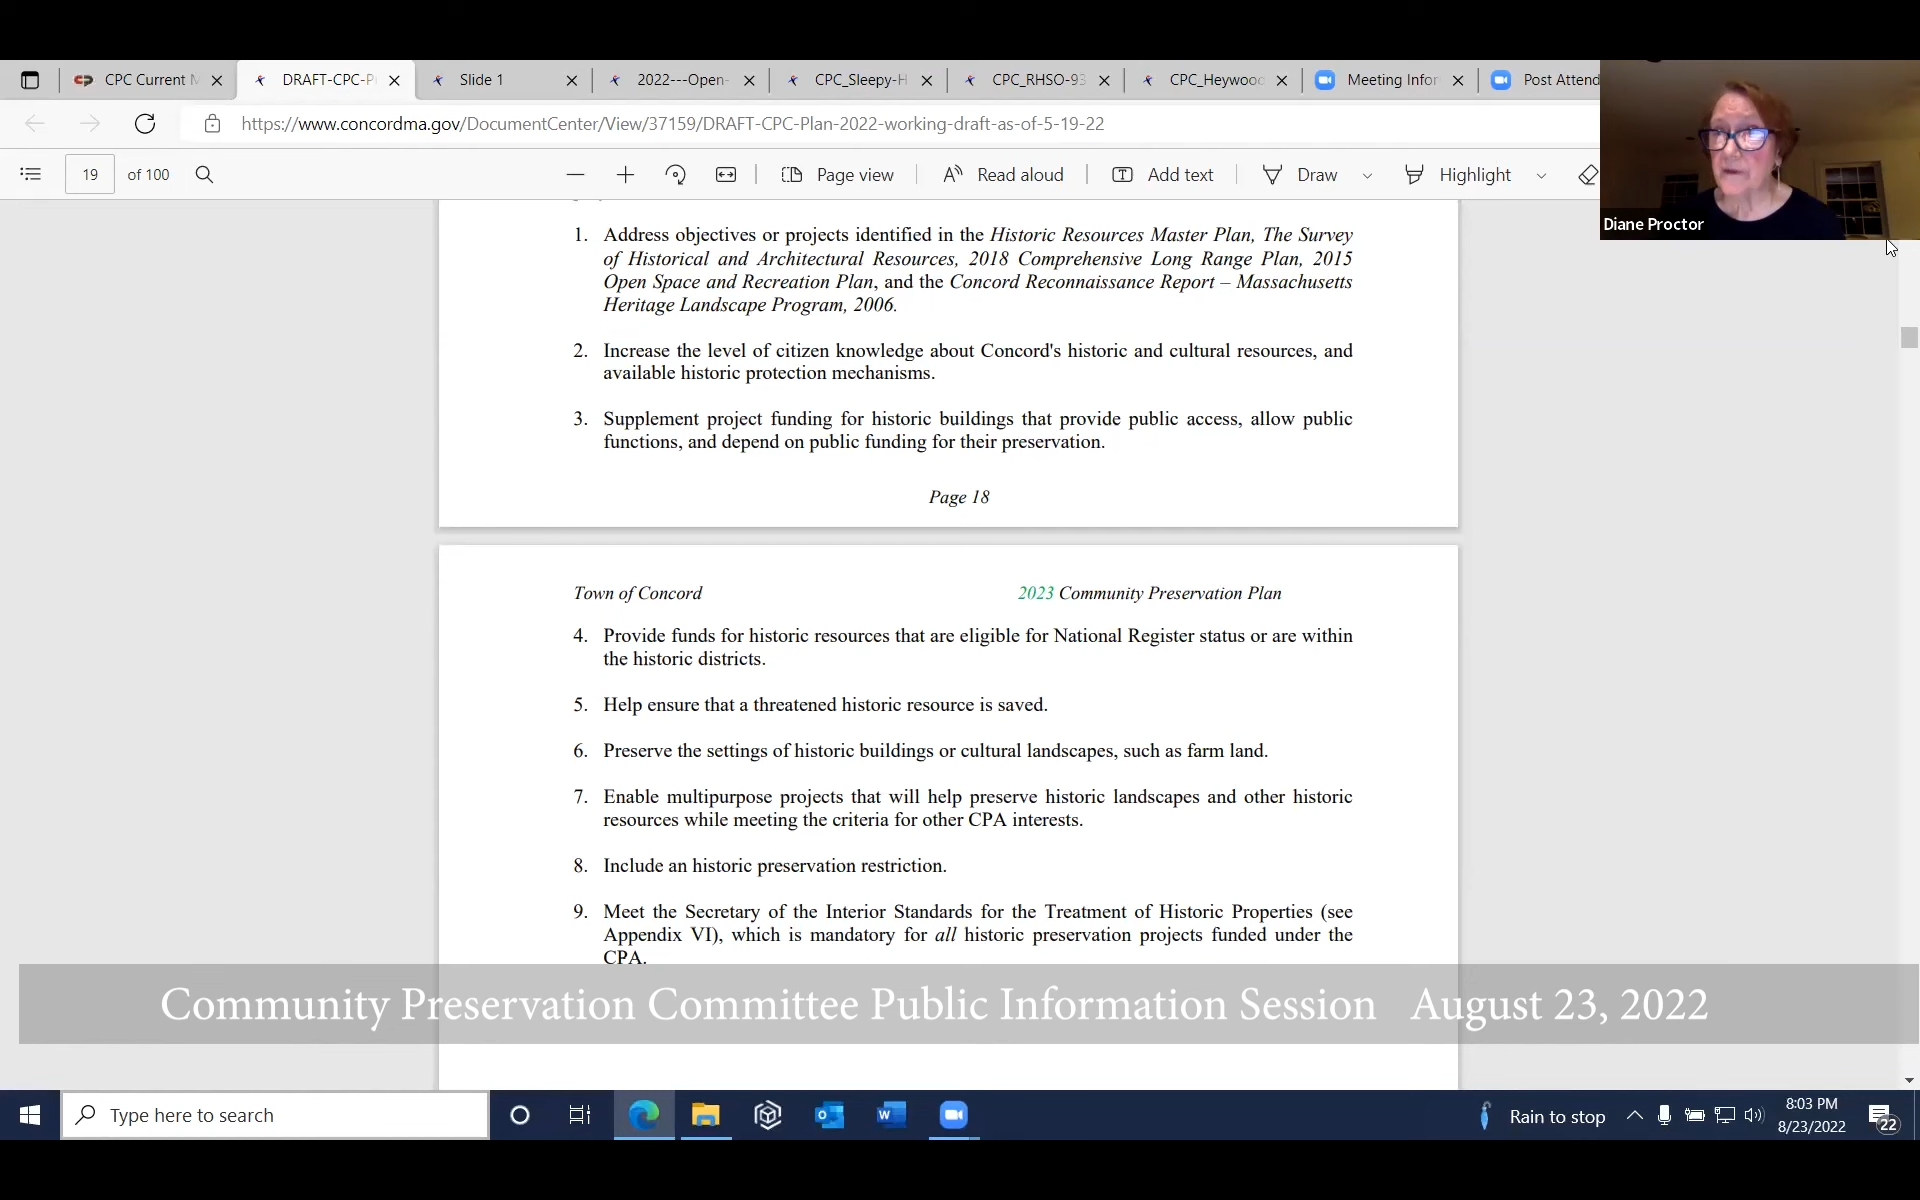 CPC Current M
DRAFT-CPC-P
Slide 1
2022---Open-
CPC_Sleepy-H
CPC_RHSO-93
CPC_Heywood
Meeting Infor
Post Attend
https://www.concordma.gov/DocumentCenter/View/37159/DRAFT-CPC-Plan-2022-working-draft-as-of-5-19-22
19 of 100
Page view
Read aloud
Add text
Draw
Highlight
Diane Proctor
1. Address objectives or projects identified in the Historic Resources Master Plan, The Survey
of Historical and Architectural Resources, 2018 Comprehensive Long Range Plan, 2015
Open Space and Recreation Plan, and the Concord Reconnaissance Report – Massachusetts
Heritage Landscape Program, 2006.
2. Increase the level of citizen knowledge about Concord's historic and cultural resources, and
available historic protection mechanisms.
3. Supplement project funding for historic buildings that provide public access, allow public
functions, and depend on public funding for their preservation.
Page 18
Town of Concord 2023 Community Preservation Plan
4. Provide funds for historic resources that are eligible for National Register status or are within
the historic districts.
5. Help ensure that a threatened historic resource is saved.
6. Preserve the settings of historic buildings or cultural landscapes, such as farm land.
7. Enable multipurpose projects that will help preserve historic landscapes and other historic
resources while meeting the criteria for other CPA interests.
8. Include an historic preservation restriction.
9. Meet the Secretary of the Interior Standards for the Treatment of Historic Properties (see
Appendix VI), which is mandatory for all historic preservation projects funded under the
CPA.
Community Preservation Committee Public Information Session August 23, 2022
Type here to search
Rain to stop
8:03 PM
8/23/2022
22